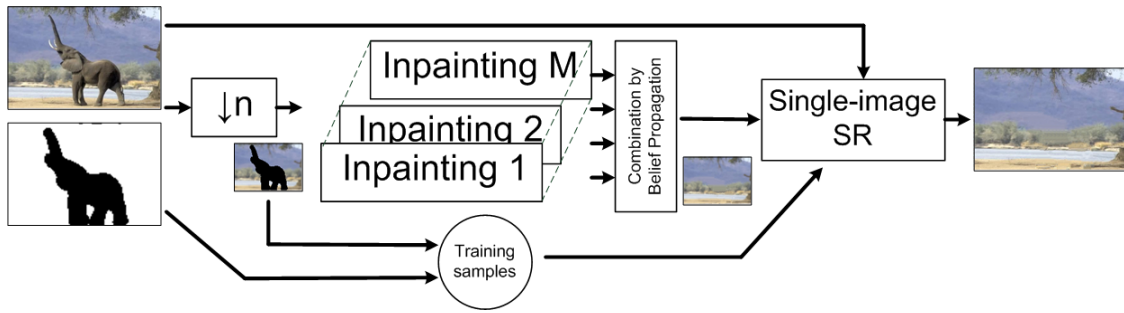 ↓n
Inpainting M
Inpainting 2
Inpainting 1
Combination by
Belief Propagation
Single-image
SR
Training
samples